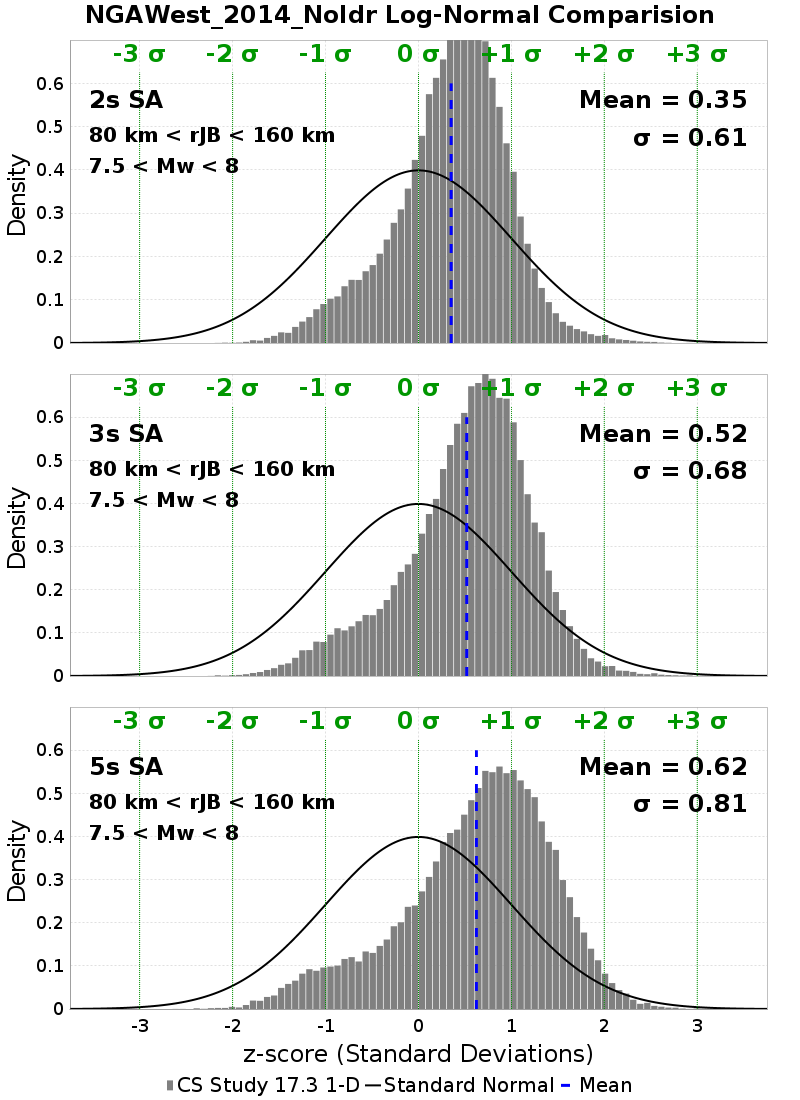 NGAWest_2014_NoIdr Log-Normal Comparision
-3 σ -2 σ -1 σ 0 σ +1 σ +2 σ +3 σ
2s SA
Mean = 0.35
80 km < rJB < 160 km
σ = 0.61
7.5 < Mw < 8
Density
0.6
0.5
0.4
0.3
0.2
0.1
0
-3 σ -2 σ -1 σ 0 σ +1 σ +2 σ +3 σ
3s SA
Mean = 0.52
80 km < rJB < 160 km
σ = 0.68
7.5 < Mw < 8
Density
0.6
0.5
0.4
0.3
0.2
0.1
0
-3 σ -2 σ -1 σ 0 σ +1 σ +2 σ +3 σ
5s SA
Mean = 0.62
80 km < rJB < 160 km
σ = 0.81
7.5 < Mw < 8
Density
0.6
0.5
0.4
0.3
0.2
0.1
0
-3 -2 -1 0 1 2 3
z-score (Standard Deviations)
CS Study 17.3 1-D Standard Normal Mean